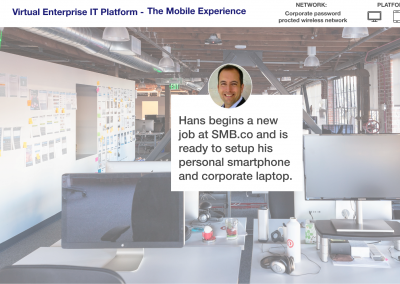 Virtual Enterprise IT Platform - The Mobile Experience
NETWORK:
Corporate password
procted wireless network
PLATFO
Hans begins a new
job at SMB.co and is
ready to setup his
personal smartphone
and corporate laptop.